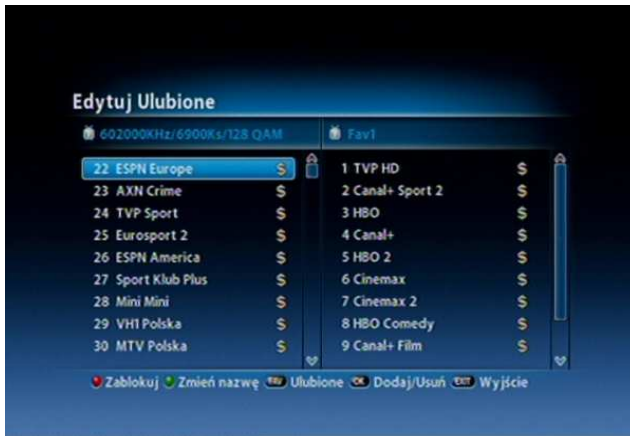 Edytuj Ulubione
602000KHz/6900Ks/128 QAM
Fav1
22 ESPN Europe $
23 AXN Crime $
24 TVP Sport $
25 Eurosport 2 $
26 ESPN America $
27 Sport Klub Plus $
28 Mini Mini $
29 VH1 Polska $
30 MTV Polska $
1 TVP HD $
2 Canal+ Sport 2 $
3 HBO $
4 Canal+ $
5 HBO 2 $
6 Cinemax $
7 Cinemax 2 $
8 HBO Comedy $
9 Canal+ Film $
Zablokuj Zmień nazwę FAV Ulubione OK Dodaj/Usuń EXIT Wyjście